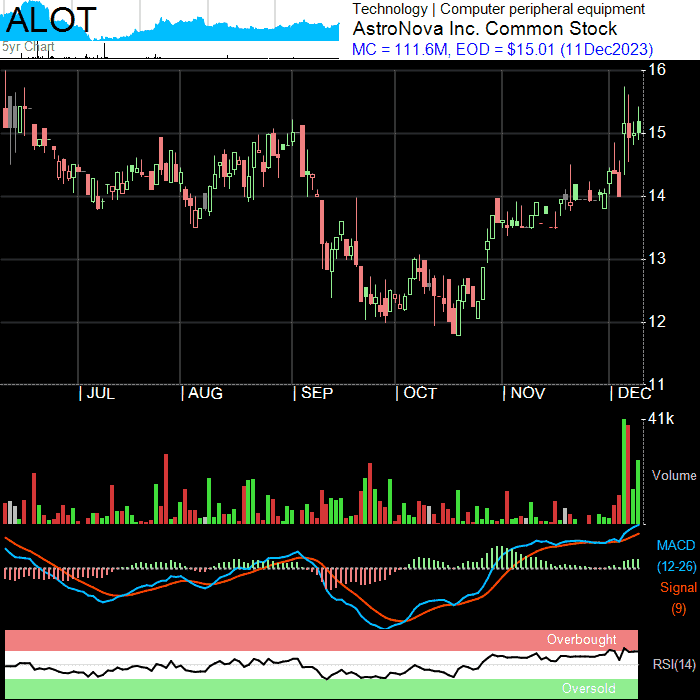 ALOT
5yr Chart
Technology | Computer peripheral equipment
AstroNova Inc. Common Stock
MC = 111.6M, EOD = $15.01 (11Dec2023)
16
15
14
13
12
11
| JUL | AUG | SEP | OCT | NOV | DEC
41k
Volume
MACD
(12-26)
Signal
(9)
Overbought
RSI(14)
Oversold